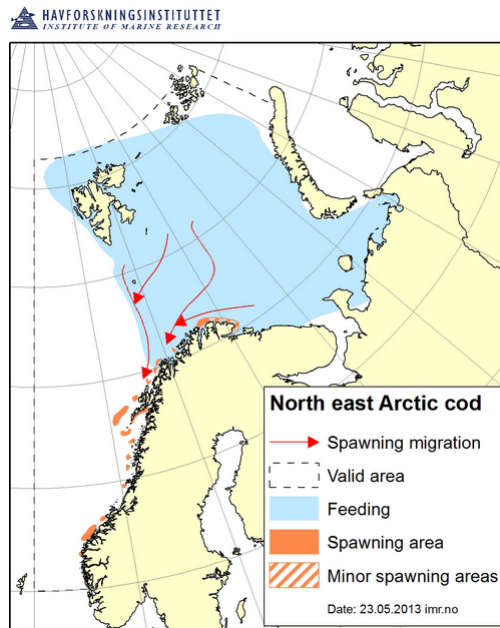 HAVFORSKNINGSINSTITUTTET
INSTITUTE OF MARINE RESEARCH
North east Arctic cod
Spawning migration
Valid area
Feeding
Spawning area
Minor spawning areas
Date: 23.05.2013 imr.no